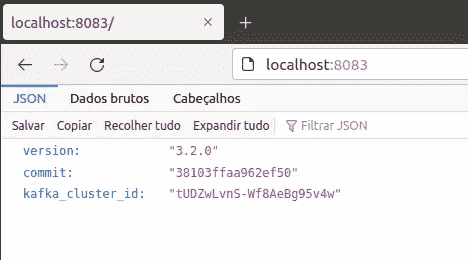 localhost:8083/
localhost:8083
JSON Dados brutos Cabeçalhos
Salvar Copiar Recolher tudo Expandir tudo Filtrar JSON
version: "3.2.0"
commit: "38103ffaa962ef50"
kafka_cluster_id: "tUDZwLvnS-Wf8AeBg95v4w"